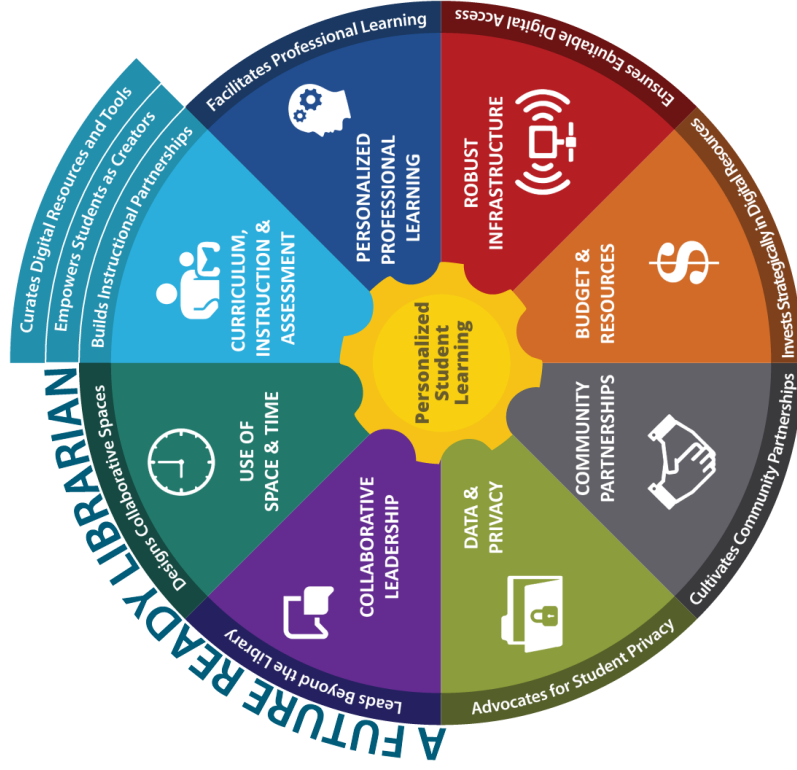 A FUTURE READY LIBRARIAN
Curates Digital Resources and Tools
Empowers Students as Creators
Builds Instructional Partnerships
CURRICULUM,
INSTRUCTION &
ASSESSMENT
Facilitates Professional Learning
PERSONALIZED
PROFESSIONAL
LEARNING
Ensures Equitable Digital Access
ROBUST
INFRASTRUCTURE
Invests Strategically in Digital Resources
BUDGET &
RESOURCES
$
Cultivates Community Partnerships
COMMUNITY
PARTNERSHIPS
Advocates for Student Privacy
DATA &
PRIVACY
Leads Beyond the Library
COLLABORATIVE
LEADERSHIP
Designs Collaborative Spaces
USE OF
SPACE & TIME
Personalized
Student
Learning